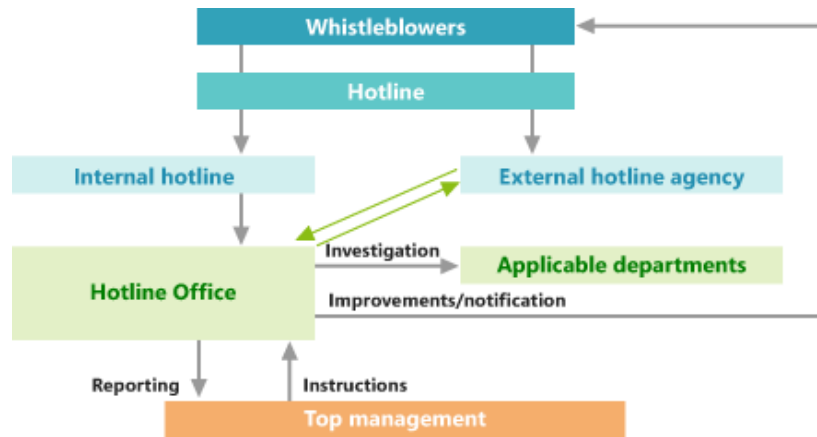 Whistleblowers
Hotline
Internal hotline
External hotline agency
Investigation
Applicable departments
Hotline Office
Improvements/notification
Reporting
Instructions
Top management